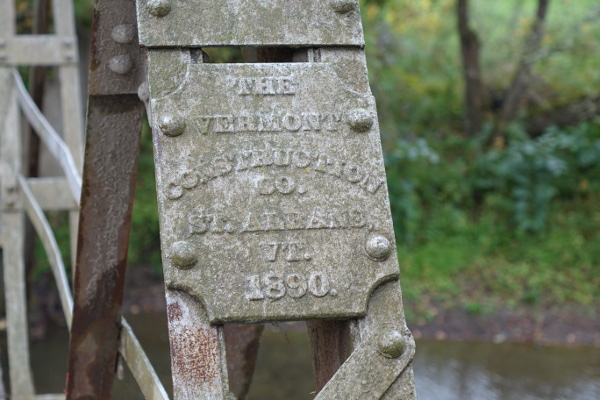 THE
VERMONT
CONSTRUCTION
CO.
ST. ALBANS,
VT.
1890.